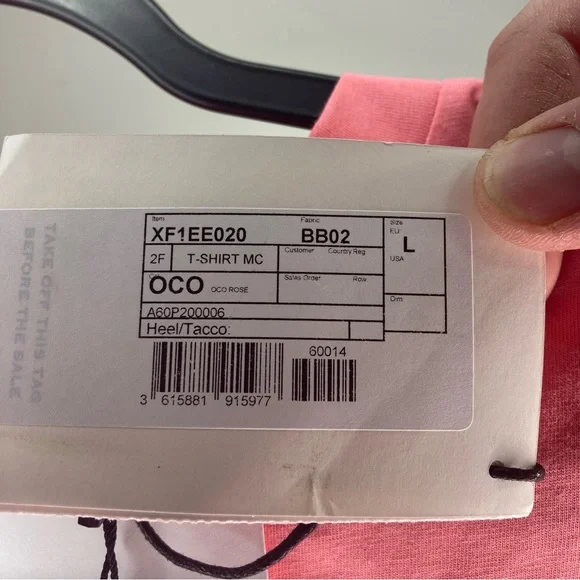 TAKE OFF THIS TAG
BEFORE THE SALE
Item
XF1EE020
Fabric
BB02
Size
EU
L
USA
2F
T-SHIRT MC
Customer
Country Reg
OCO
OCO ROSE
Sales Order
Row
A60P200006
Drn
Heel/Tacco:
60014
3 615881 915977